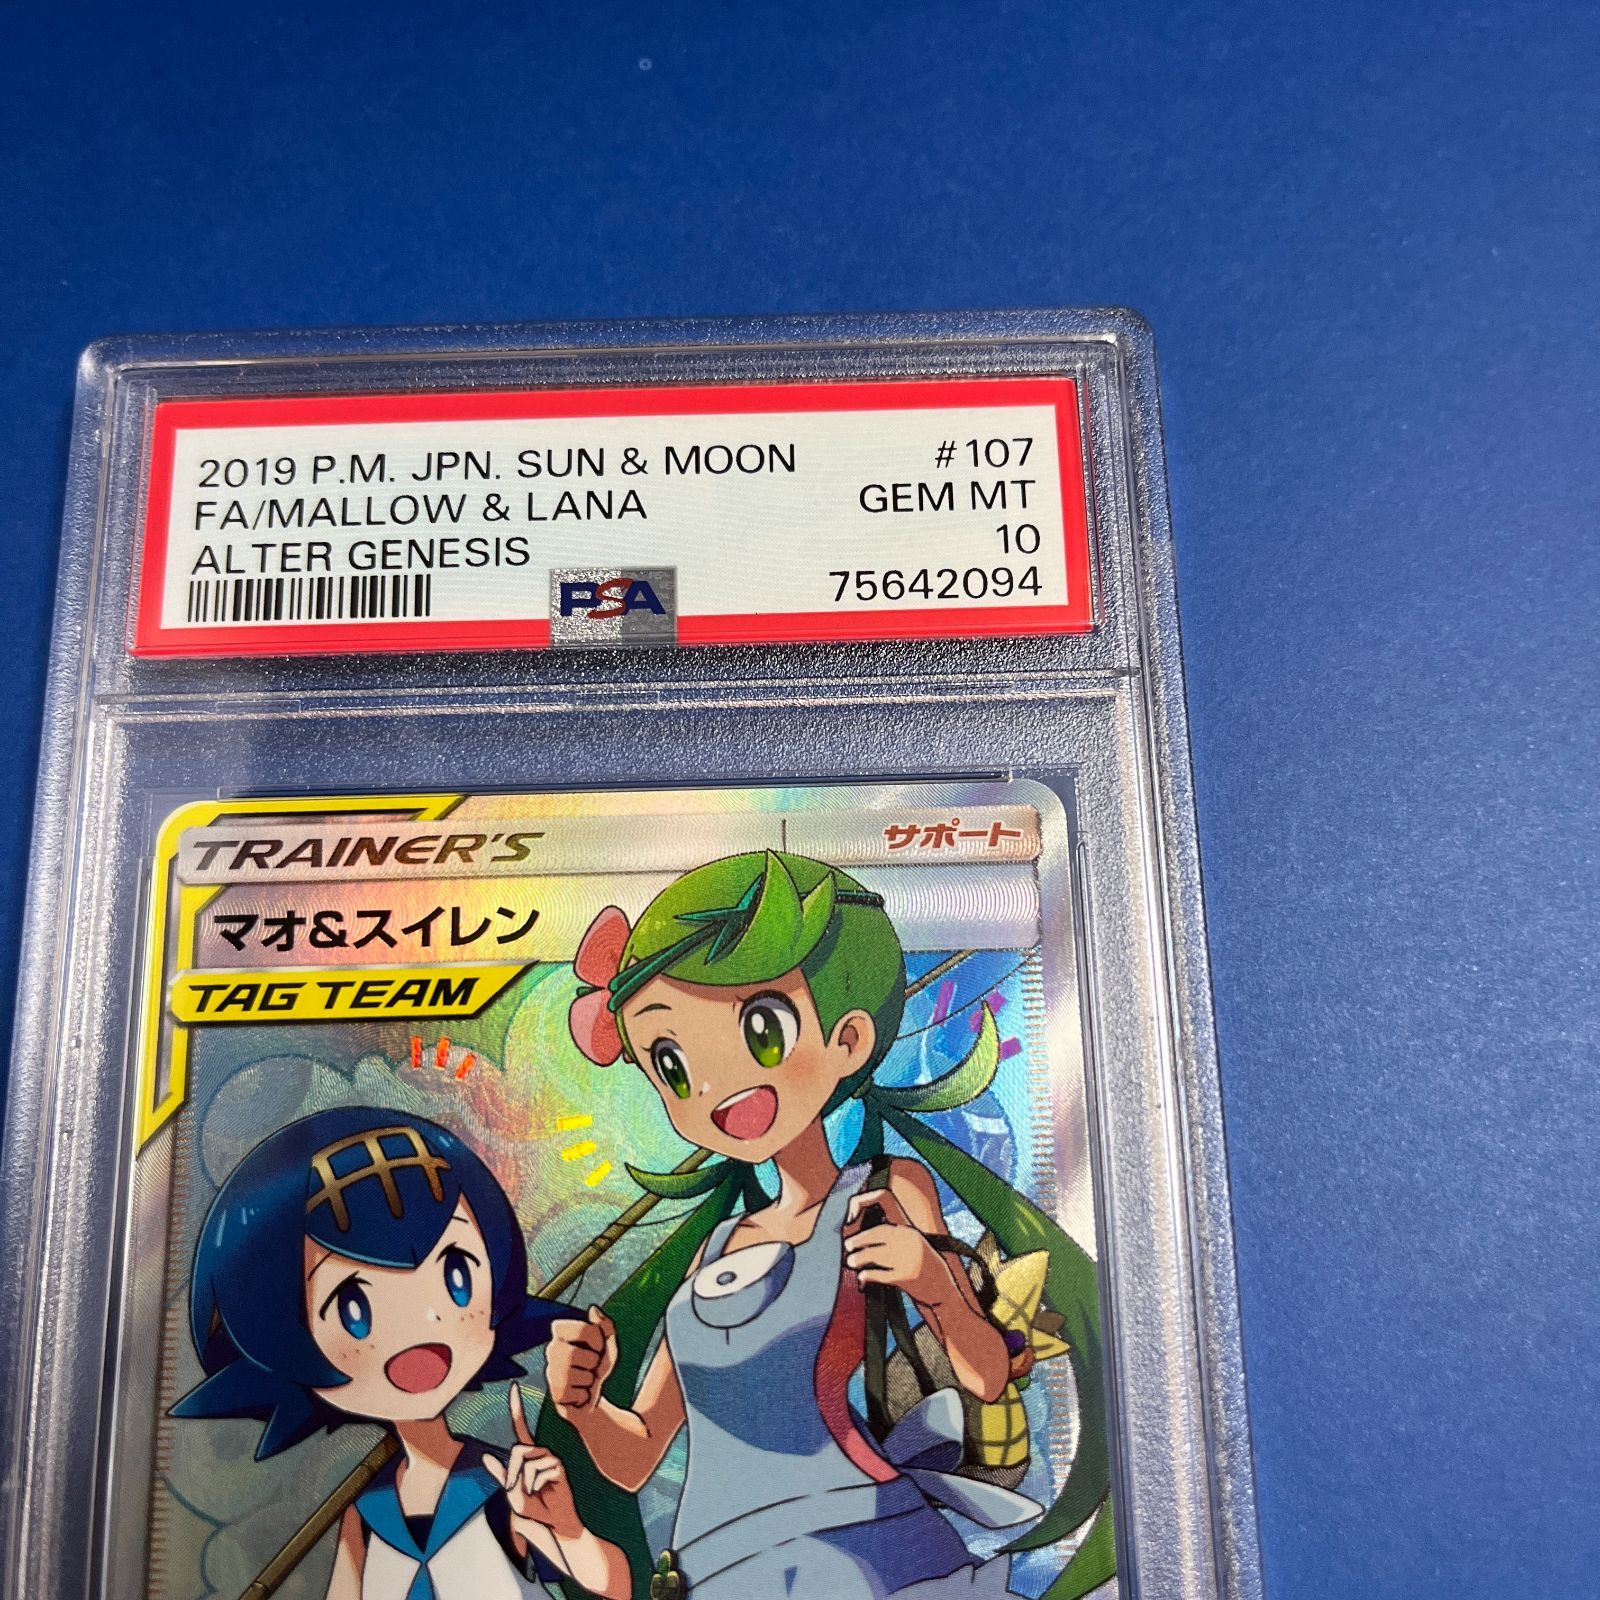 2019 P.M. JPN. SUN & MOON #107
FA/MALLOW & LANA GEM MT
ALTER GENESIS 10
PSA 75642094
TRAINER'S サポート
マオ&スイレン
TAG TEAM